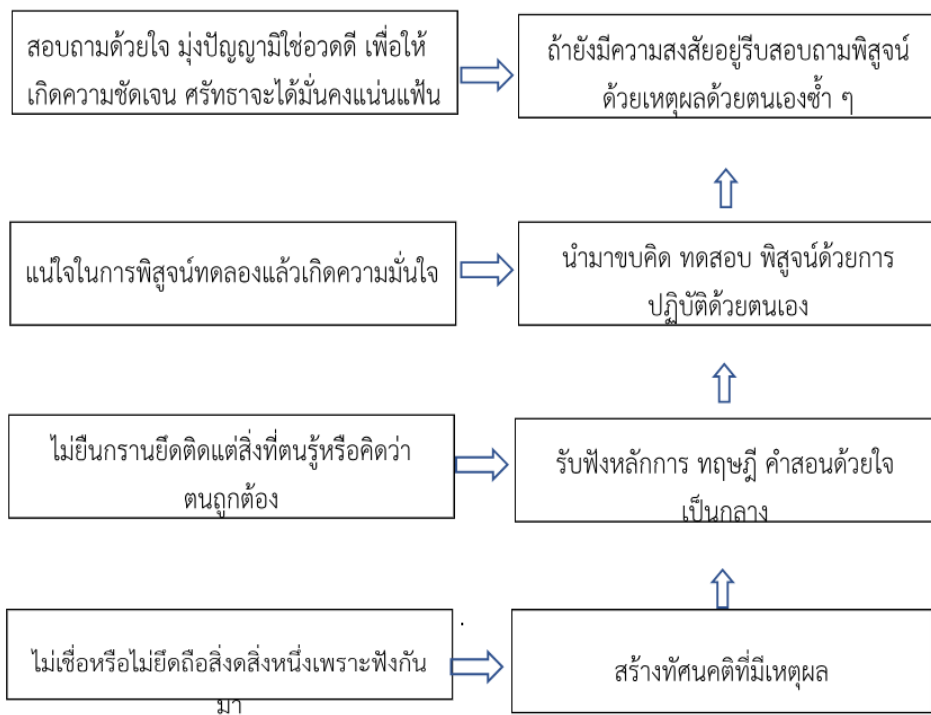 สอบถามด้วยใจ มุ่งปัญญามิใช่อวดดี เพื่อให้
เกิดความชัดเจน ศรัทธาจะได้มั่นคงแน่นแฟ้น
ถ้ายังมีความสงสัยอยู่รีบสอบถามพิสูจน์
ด้วยเหตุผลด้วยตนเองซ้ำ ๆ
แน่ใจในการพิสูจน์ทดลองแล้วเกิดความมั่นใจ
นำมาขบคิด ทดสอบ พิสูจน์ด้วยการ
ปฏิบัติด้วยตนเอง
ไม่ยืนกรานยึดติดแต่สิ่งที่ตนรู้หรือคิดว่า
ตนถูกต้อง
รับฟังหลักการ ทฤษฎี คำสอนด้วยใจ
เป็นกลาง
ไม่เชื่อหรือไม่ยึดถือสิ่งดสิ่งหนึ่งเพราะฟังกัน
มา
สร้างทัศนคติที่มีเหตุผล